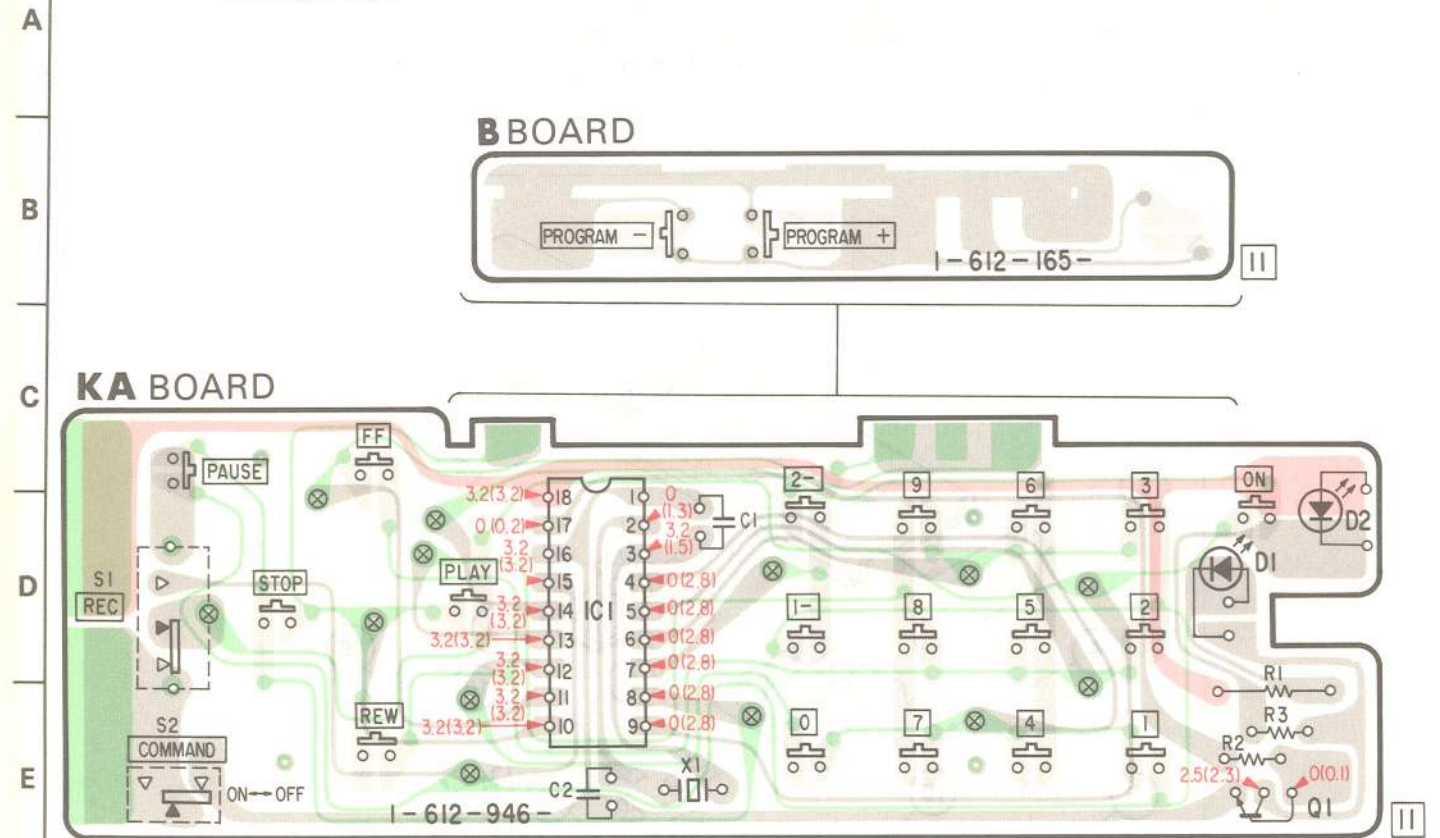 A
B BOARD
B
PROGRAM −
PROGRAM +
1-612-165-
11
C
KA BOARD
FF
PAUSE
2-
9
6
3
ON
3.2(3.2)
18
1
0
(1.3)
0 (0.2)
17
2
3.2
C1
D2
3.2
(3.2)
16
3
(1.5)
D1
D
S1
REC
STOP
PLAY
15
4
0(2.8)
1-
8
5
2
3.2
(3.2)
14
IC1
5
0(2.8)
3.2(3.2)
13
6
0(2.8)
3.2
(3.2)
12
7
0(2.8)
R1
3.2
(3.2)
11
8
0(2.8)
S2
COMMAND
REW
3.2(3.2)
10
9
0(2.8)
0
7
4
1
R3
R2
E
ON↔OFF
1-612-946-
C2
X1
2.5(2.3)
0(0.1)
Q1
11